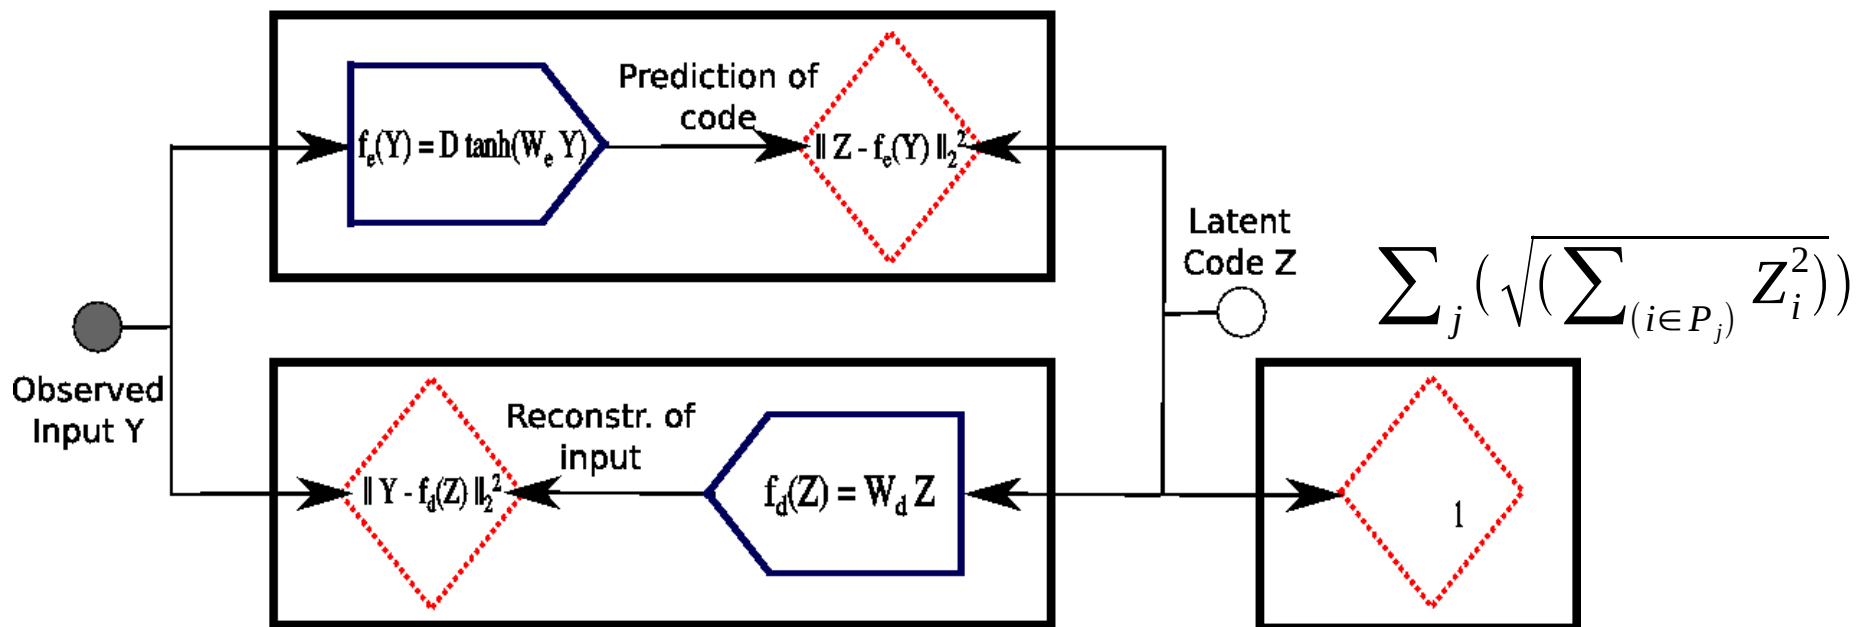 Prediction of
code
f_e(Y) = D tanh(W_e Y)
‖ Z - f_e(Y) ‖_2^2
Latent
Code Z
∑_j (√(∑_(i∈P_j) Z_i^2))
Observed
Input Y
Reconstr. of
input
‖ Y - f_d(Z) ‖_2^2
f_d(Z) = W_d Z
1